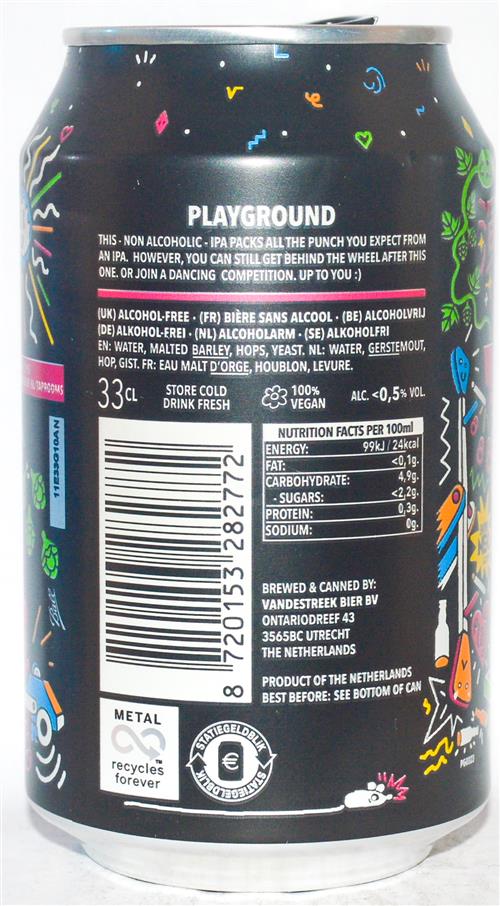 PLAYGROUND
THIS - NON ALCOHOLIC - IPA PACKS ALL THE PUNCH YOU EXPECT FROM
AN IPA. HOWEVER, YOU CAN STILL GET BEHIND THE WHEEL AFTER THIS
ONE. OR JOIN A DANCING COMPETITION. UP TO YOU :)
(UK) ALCOHOL-FREE · (FR) BIÈRE SANS ALCOOL · (BE) ALCOHOLVRIJ
(DE) ALKOHOL-FREI · (NL) ALCOHOLARM · (SE) ALKOHOLFRI
EN: WATER, MALTED BARLEY, HOPS, YEAST. NL: WATER, GERSTEMOUT,
HOP, GIST. FR: EAU MALT D'ORGE, HOUBLON, LEVURE.
33CL
STORE COLD
DRINK FRESH
100%
VEGAN
ALC. <0,5% VOL.
NUTRITION FACTS PER 100ml
ENERGY: 99kJ / 24kcal
FAT: <0,1g.
CARBOHYDRATE: 4,9g.
- SUGARS: <2,2g.
PROTEIN: 0,3g.
SODIUM: 0g.
8 720153 282772
BREWED & CANNED BY:
VANDESTREEK BIER BV
ONTARIODREEF 43
3565BC UTRECHT
THE NETHERLANDS
PRODUCT OF THE NETHERLANDS
BEST BEFORE: SEE BOTTOM OF CAN
METAL
recycles
forever
TM
STATIEGELDBLIK
€
STATIEGELDBLIK
TAPROOMS
11E33G10AN
Ball